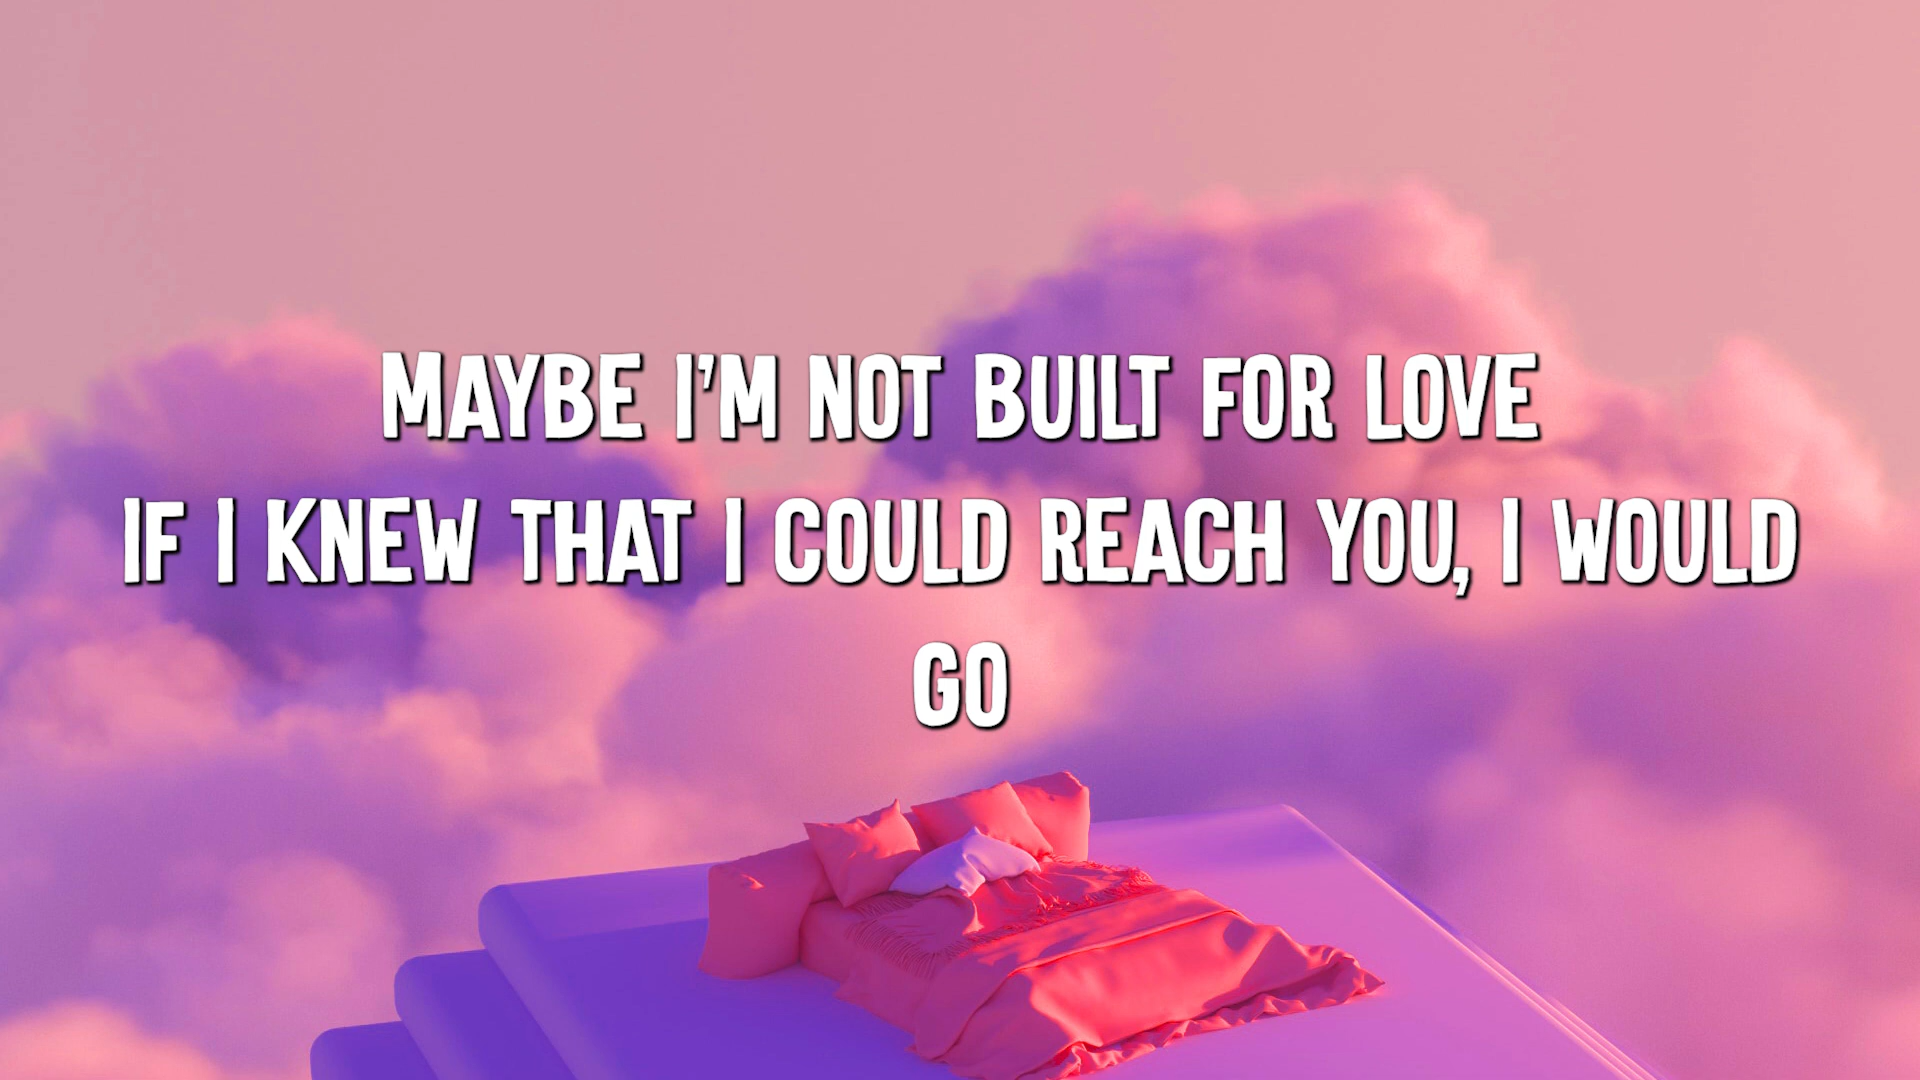 MAYBE I'M NOT BUILT FOR LOVE
IF I KNEW THAT I COULD REACH YOU, I WOULD
GO